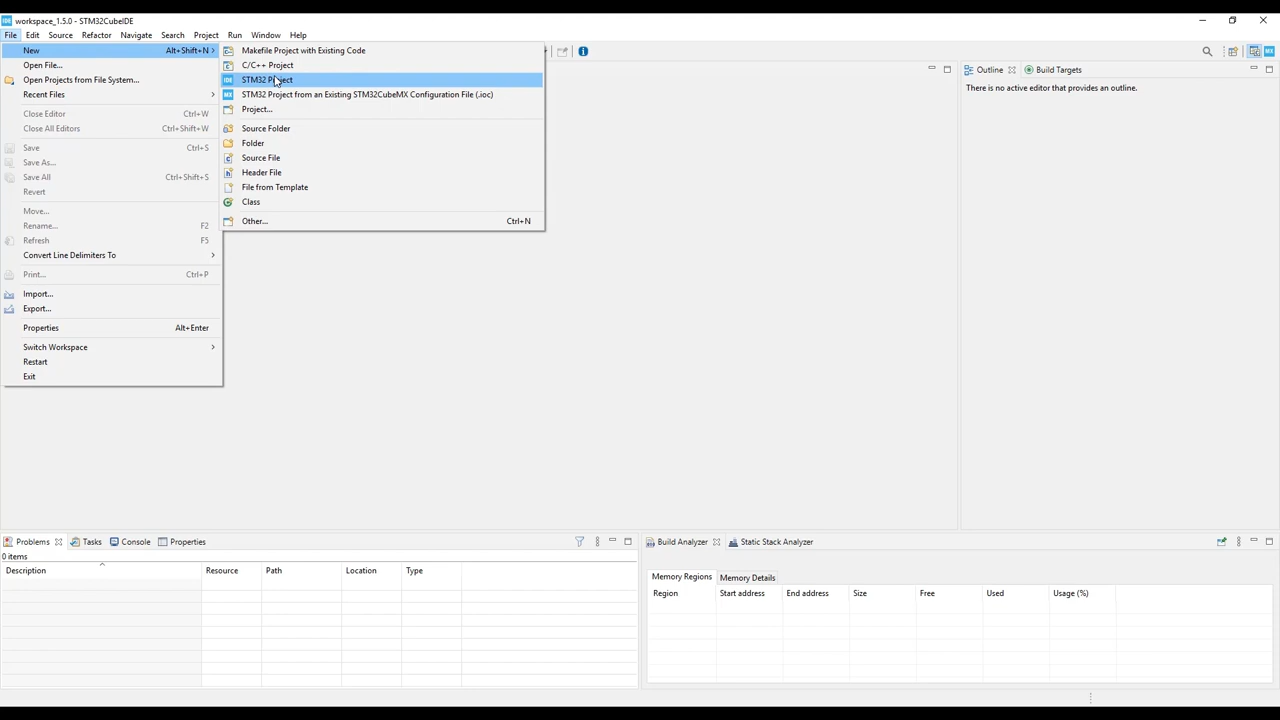 IDE workspace_1.5.0 - STM32CubeIDE
File Edit Source Refactor Navigate Search Project Run Window Help
New Alt+Shift+N
Open File...
Open Projects from File System...
Recent Files
Close Editor Ctrl+W
Close All Editors Ctrl+Shift+W
Save Ctrl+S
Save As...
Save All Ctrl+Shift+S
Revert
Move...
Rename... F2
Refresh F5
Convert Line Delimiters To
Print... Ctrl+P
Import...
Export...
Properties Alt+Enter
Switch Workspace
Restart
Exit
Makefile Project with Existing Code
C/C++ Project
IDE STM32 Project
MX STM32 Project from an Existing STM32CubeMX Configuration File (.ioc)
Project...
Source Folder
Folder
Source File
Header File
File from Template
Class
Other... Ctrl+N
MX
Outline Build Targets
There is no active editor that provides an outline.
Problems Tasks Console Properties
0 items
Description Resource Path Location Type
Build Analyzer Static Stack Analyzer
Memory Regions Memory Details
Region Start address End address Size Free Used Usage (%)